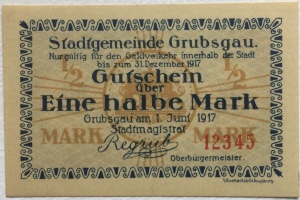 Stadtgemeinde Grubsgau.
Nur gültig für den Geldverkehr innerhalb der Stadt
bis zum 31. Dezember 1917
Gutschein
über
Eine halbe Mark
1/2 1/2
MARK MARK
Grubsgau am 1. Juni 1917
Stadtmagistrat
Regrub
12345
Oberbürgermeister.